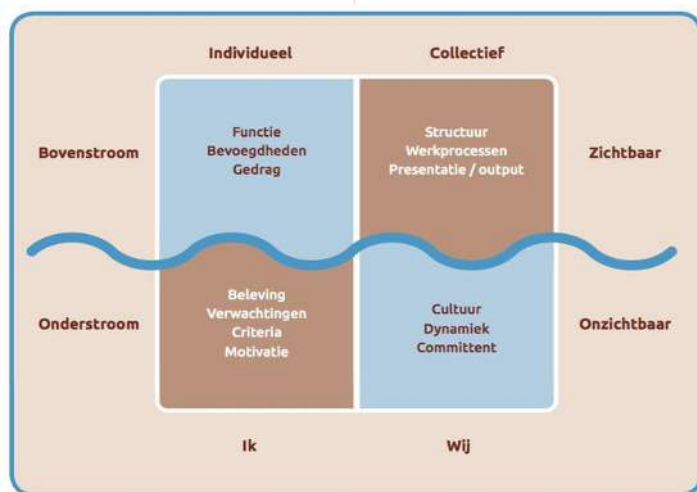 Individueel
Collectief
Bovenstroom
Functie
Bevoegdheden
Gedrag
Structuur
Werkprocessen
Presentatie / output
Zichtbaar
Onderstroom
Beleving
Verwachtingen
Criteria
Motivatie
Cultuur
Dynamiek
Committent
Onzichtbaar
Ik
Wij